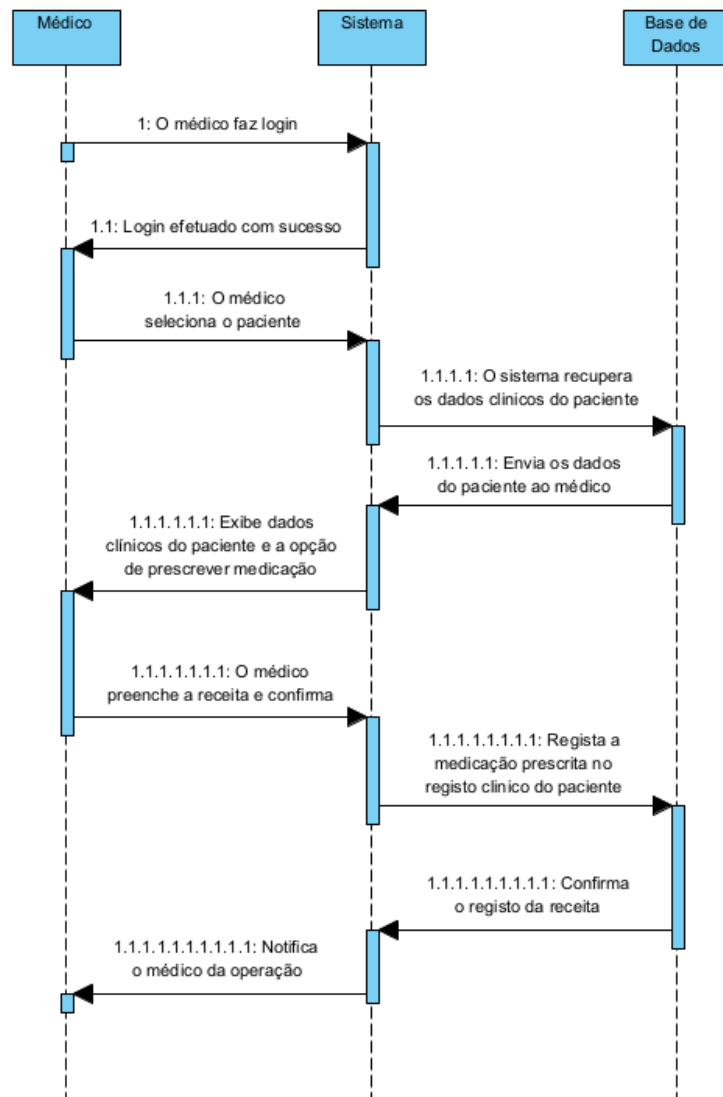 Médico
Sistema
Base de
Dados
1: O médico faz login
1.1: Login efetuado com sucesso
1.1.1: O médico
seleciona o paciente
1.1.1.1: O sistema recupera
os dados clinicos do paciente
1.1.1.1.1: Envia os dados
do paciente ao médico
1.1.1.1.1.1: Exibe dados
clínicos do paciente e a opção
de prescrever medicação
1.1.1.1.1.1.1: O médico
preenche a receita e confirma
1.1.1.1.1.1.1.1: Regista a
medicação prescrita no
registo clinico do paciente
1.1.1.1.1.1.1.1.1: Confirma
o registo da receita
1.1.1.1.1.1.1.1.1.1: Notifica
o médico da operação